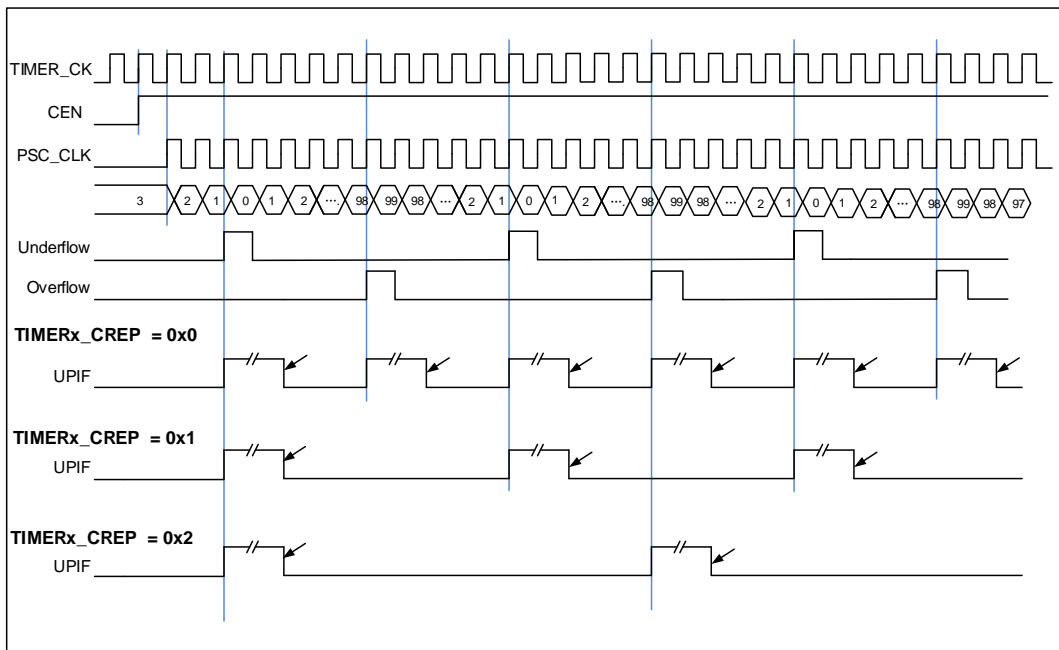 TIMER_CK
CEN
PSC_CLK
3 2 1 0 1 2 .... 98 99 98 ... 2 1 0 1 2 .... 98 99 98 ... 2 1 0 1 2 ... 98 99 98 97
Underflow
Overflow
TIMERx_CREP = 0x0
UPIF
TIMERx_CREP = 0x1
UPIF
TIMERx_CREP = 0x2
UPIF